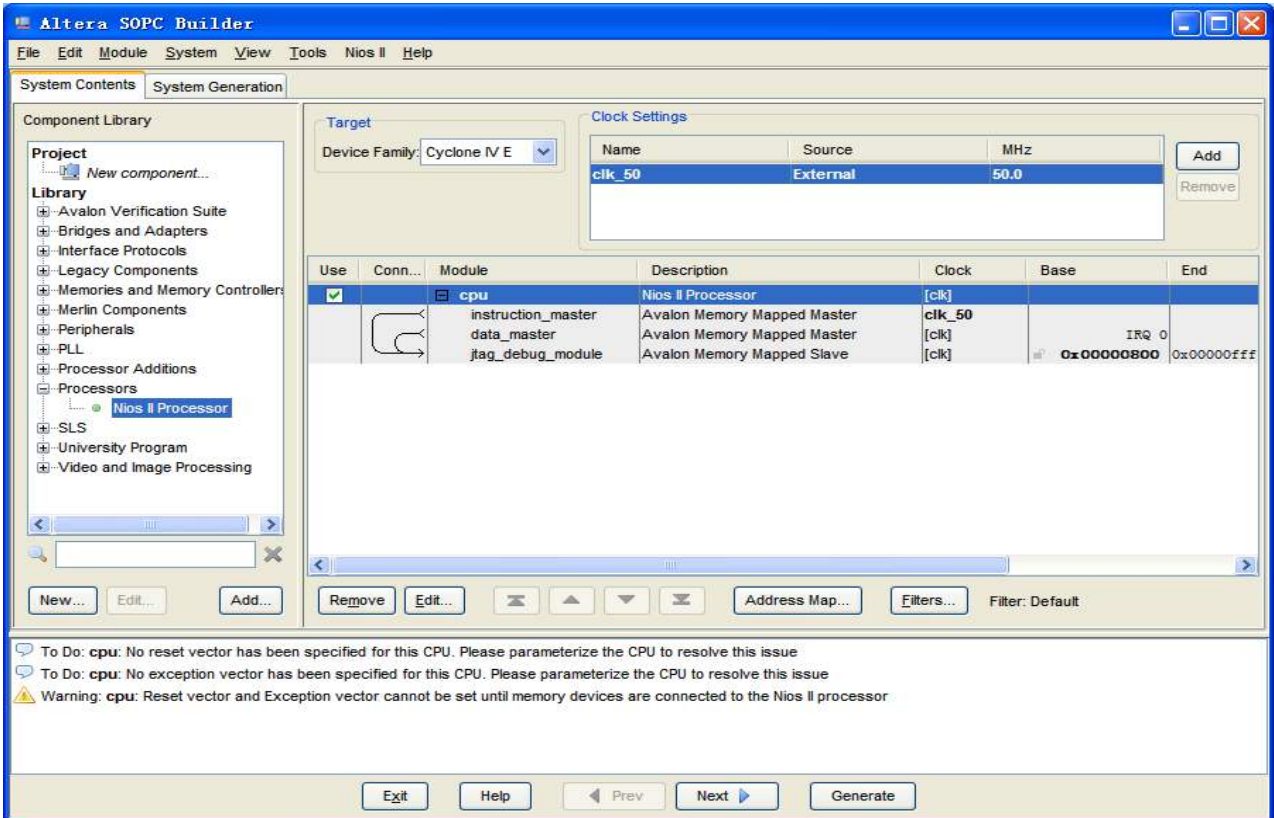 Altera SOPC Builder
File Edit Module System View Tools Nios II Help
System Contents System Generation
Component Library
Project
New component...
Library
Avalon Verification Suite
Bridges and Adapters
Interface Protocols
Legacy Components
Memories and Memory Controllers
Merlin Components
Peripherals
PLL
Processor Additions
Processors
Nios II Processor
SLS
University Program
Video and Image Processing
New... Edit... Add...
Target
Device Family: Cyclone IV E
Clock Settings
Name Source MHz
clk_50 External 50.0
Add
Remove
Use Conn... Module Description Clock Base End
cpu Nios II Processor [clk]
instruction_master Avalon Memory Mapped Master clk_50
data_master Avalon Memory Mapped Master [clk] IRQ 0
jtag_debug_module Avalon Memory Mapped Slave [clk] 0x00000800 0x00000fff
Remove Edit... Address Map... Filters... Filter: Default
To Do: cpu: No reset vector has been specified for this CPU. Please parameterize the CPU to resolve this issue
To Do: cpu: No exception vector has been specified for this CPU. Please parameterize the CPU to resolve this issue
Warning: cpu: Reset vector and Exception vector cannot be set until memory devices are connected to the Nios II processor
Exit Help Prev Next Generate